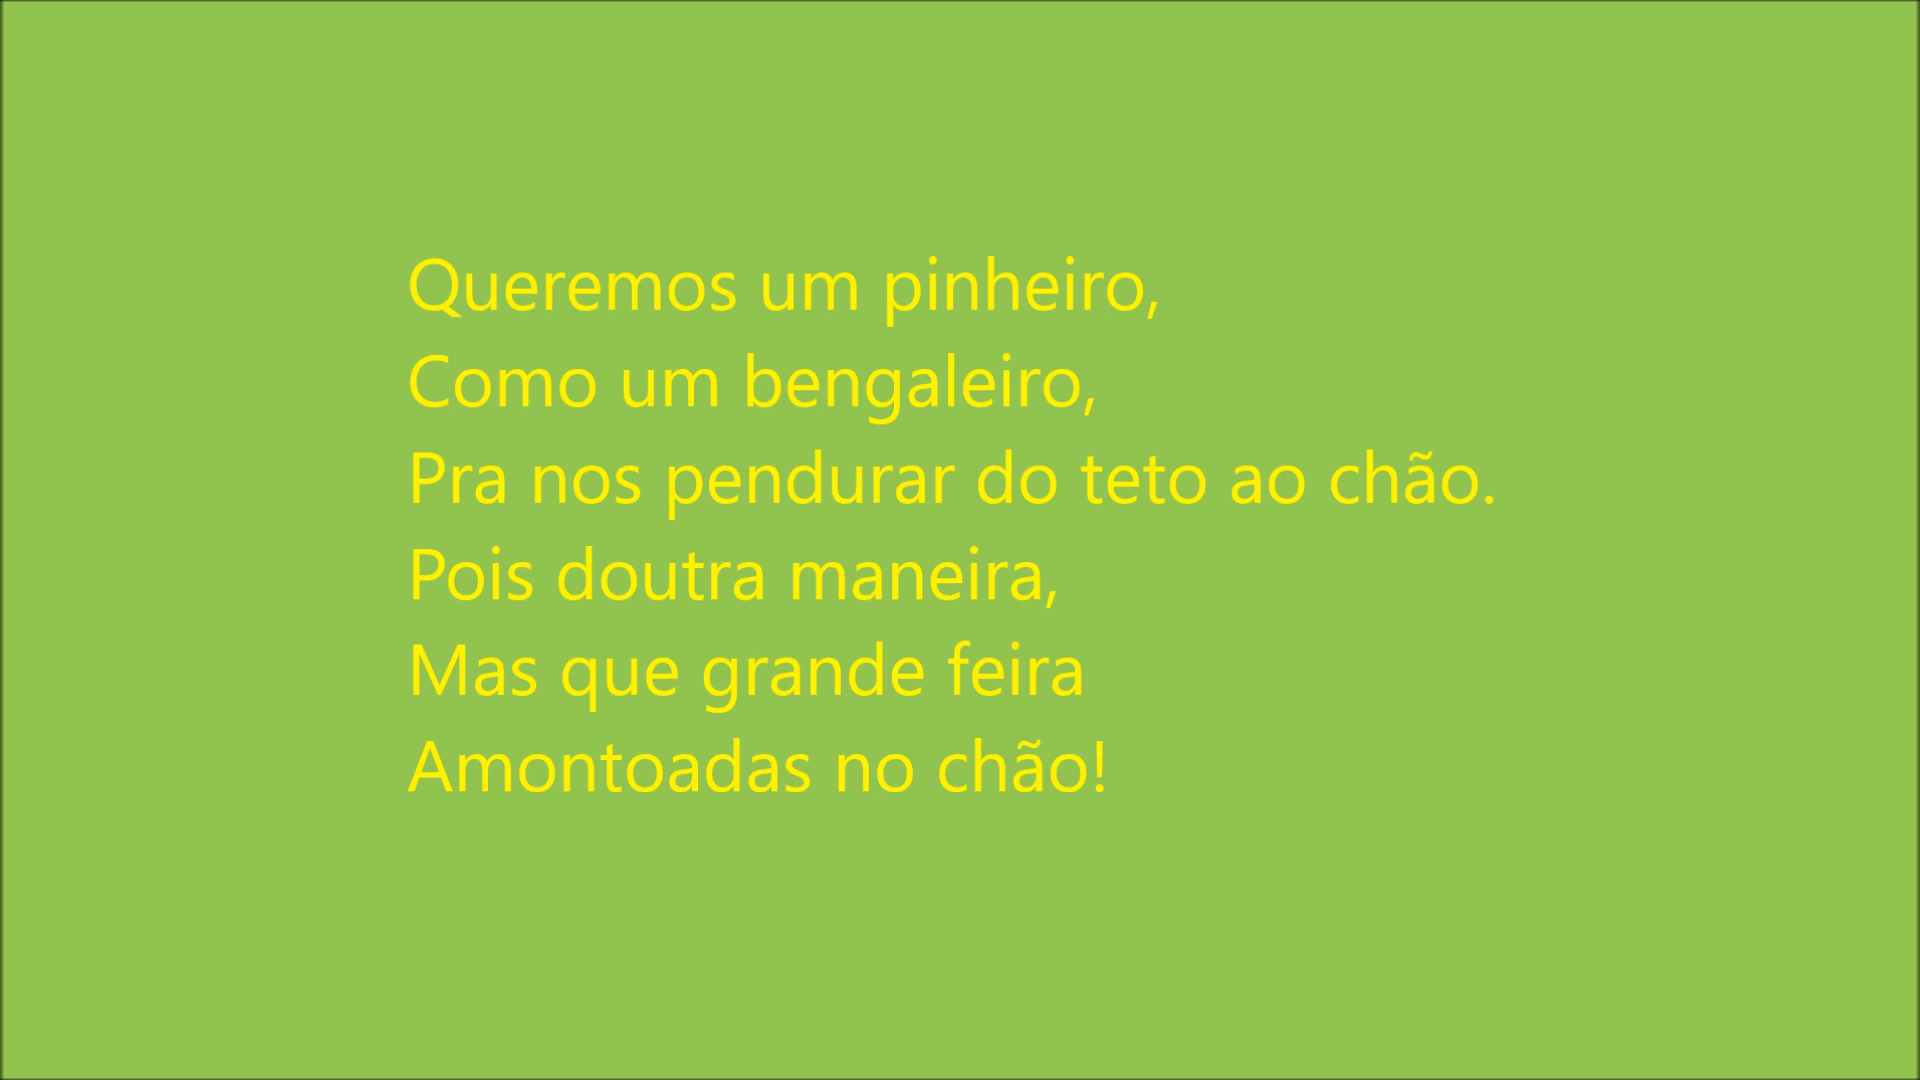 Queremos um pinheiro,
Como um bengaleiro,
Pra nos pendurar do teto ao chão.
Pois doutra maneira,
Mas que grande feira
Amontoadas no chão!